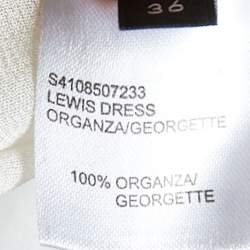 36
S4108507233
LEWIS DRESS
ORGANZA/GEORGETTE
100% ORGANZA/
GEORGETTE